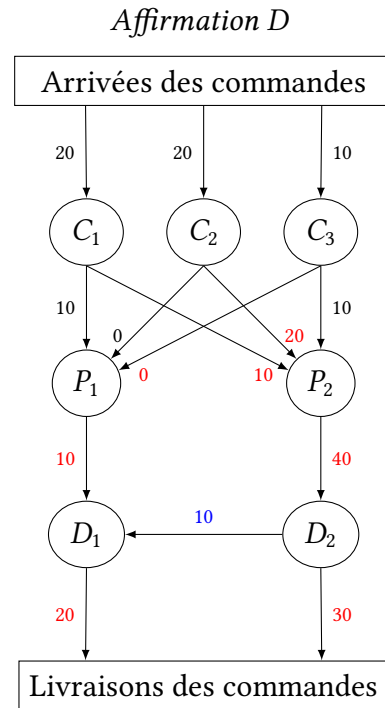 Affirmation D
Arrivées des commandes
20 20 10
C₁ C₂ C₃
10 0 20 10
0 10
P₁ P₂
10 40
10
D₁ D₂
20 30
Livraisons des commandes